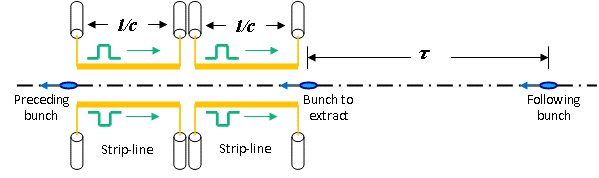 l/c
l/c
τ
Preceding
bunch
Bunch to
extract
Following
bunch
Strip-line
Strip-line